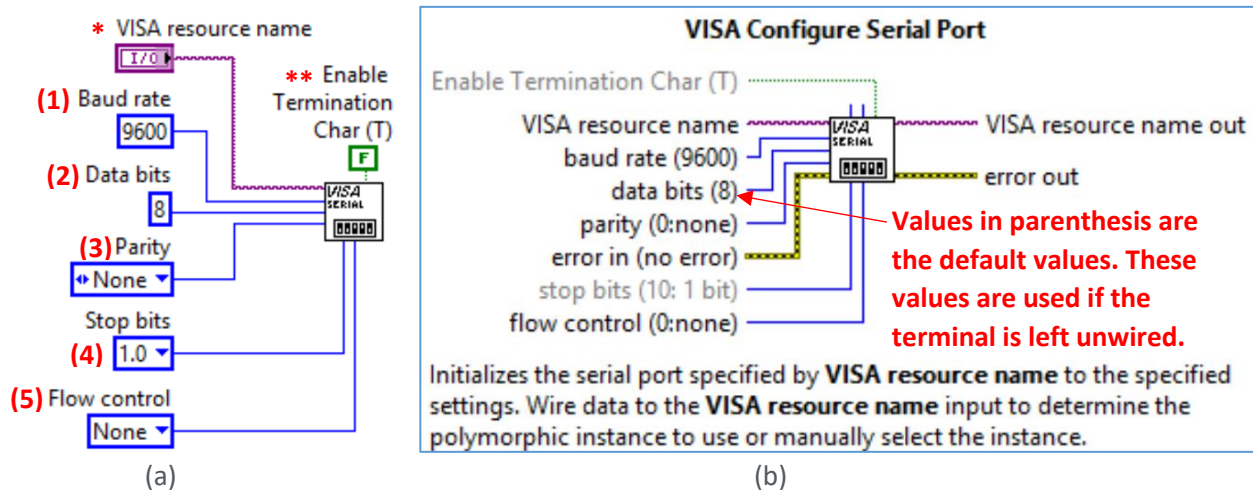 * VISA resource name
I/O
** Enable
Termination
Char (T)
F
(1) Baud rate
9600
(2) Data bits
8
VISA
SERIAL
(3) Parity
None
Stop bits
(4) 1.0
(5) Flow control
None
(a)
VISA Configure Serial Port
Enable Termination Char (T)
VISA resource name
VISA resource name out
VISA
SERIAL
baud rate (9600)
data bits (8)
error out
parity (0:none)
error in (no error)
stop bits (10: 1 bit)
flow control (0:none)
Values in parenthesis are
the default values. These
values are used if the
terminal is left unwired.
Initializes the serial port specified by VISA resource name to the specified
settings. Wire data to the VISA resource name input to determine the
polymorphic instance to use or manually select the instance.
(b)